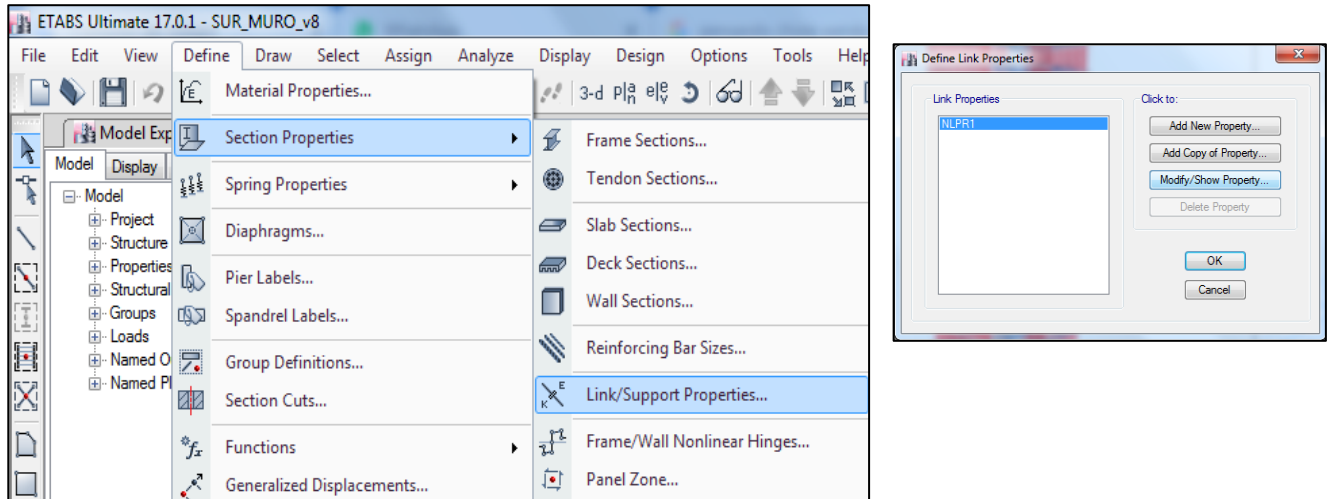 ETABS Ultimate 17.0.1 - SUR_MURO_v8
File Edit View Define Draw Select Assign Analyze Display Design Options Tools Help
3-d
Model
Display
Model
Project
Structure
Properties
Structural
Groups
Loads
Named O
Named Pl
Material Properties...
Section Properties
Spring Properties
Diaphragms...
Pier Labels...
Spandrel Labels...
Group Definitions...
Section Cuts...
Functions
Generalized Displacements...
Frame Sections...
Tendon Sections...
Slab Sections...
Deck Sections...
Wall Sections...
Reinforcing Bar Sizes...
Link/Support Properties...
Frame/Wall Nonlinear Hinges...
Panel Zone...
Define Link Properties
Link Properties
NLPR1
Click to:
Add New Property...
Add Copy of Property...
Modify/Show Property...
Delete Property
OK
Cancel